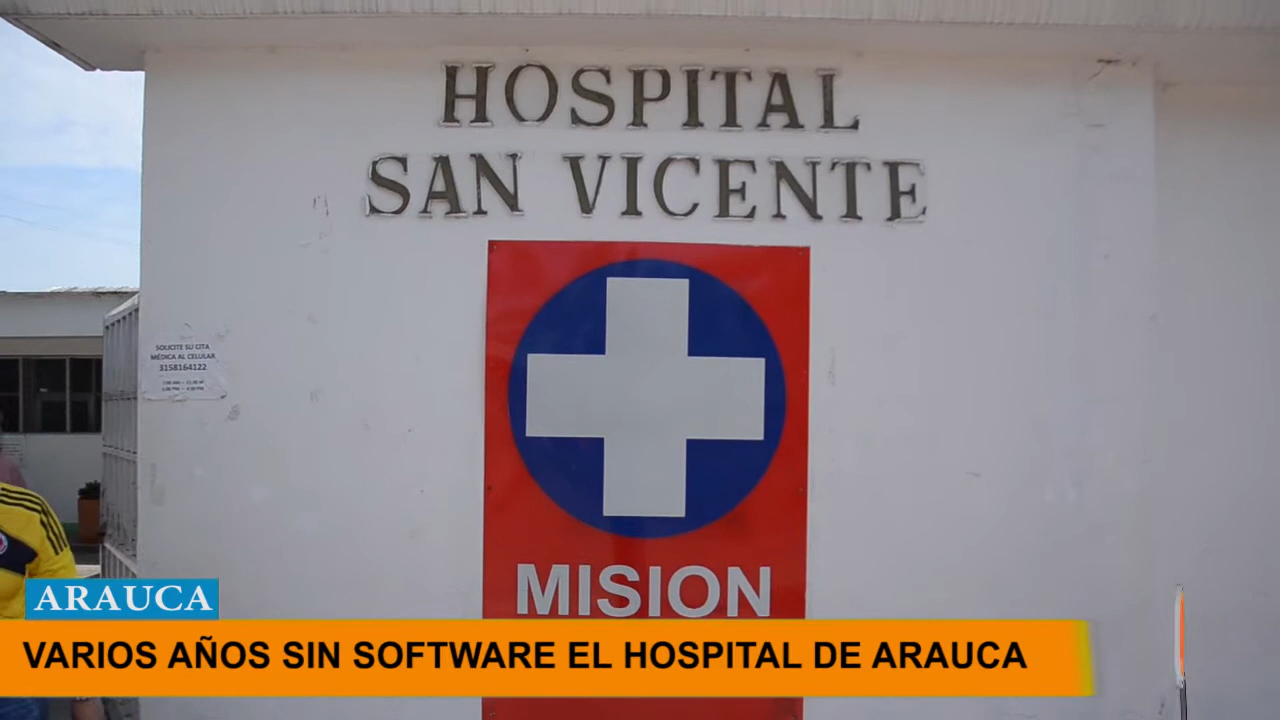 HOSPITAL
SAN VICENTE
SOLICITE SU CITA
MÉDICA AL CELULAR
3158164122
MISION
ARAUCA
VARIOS AÑOS SIN SOFTWARE EL HOSPITAL DE ARAUCA